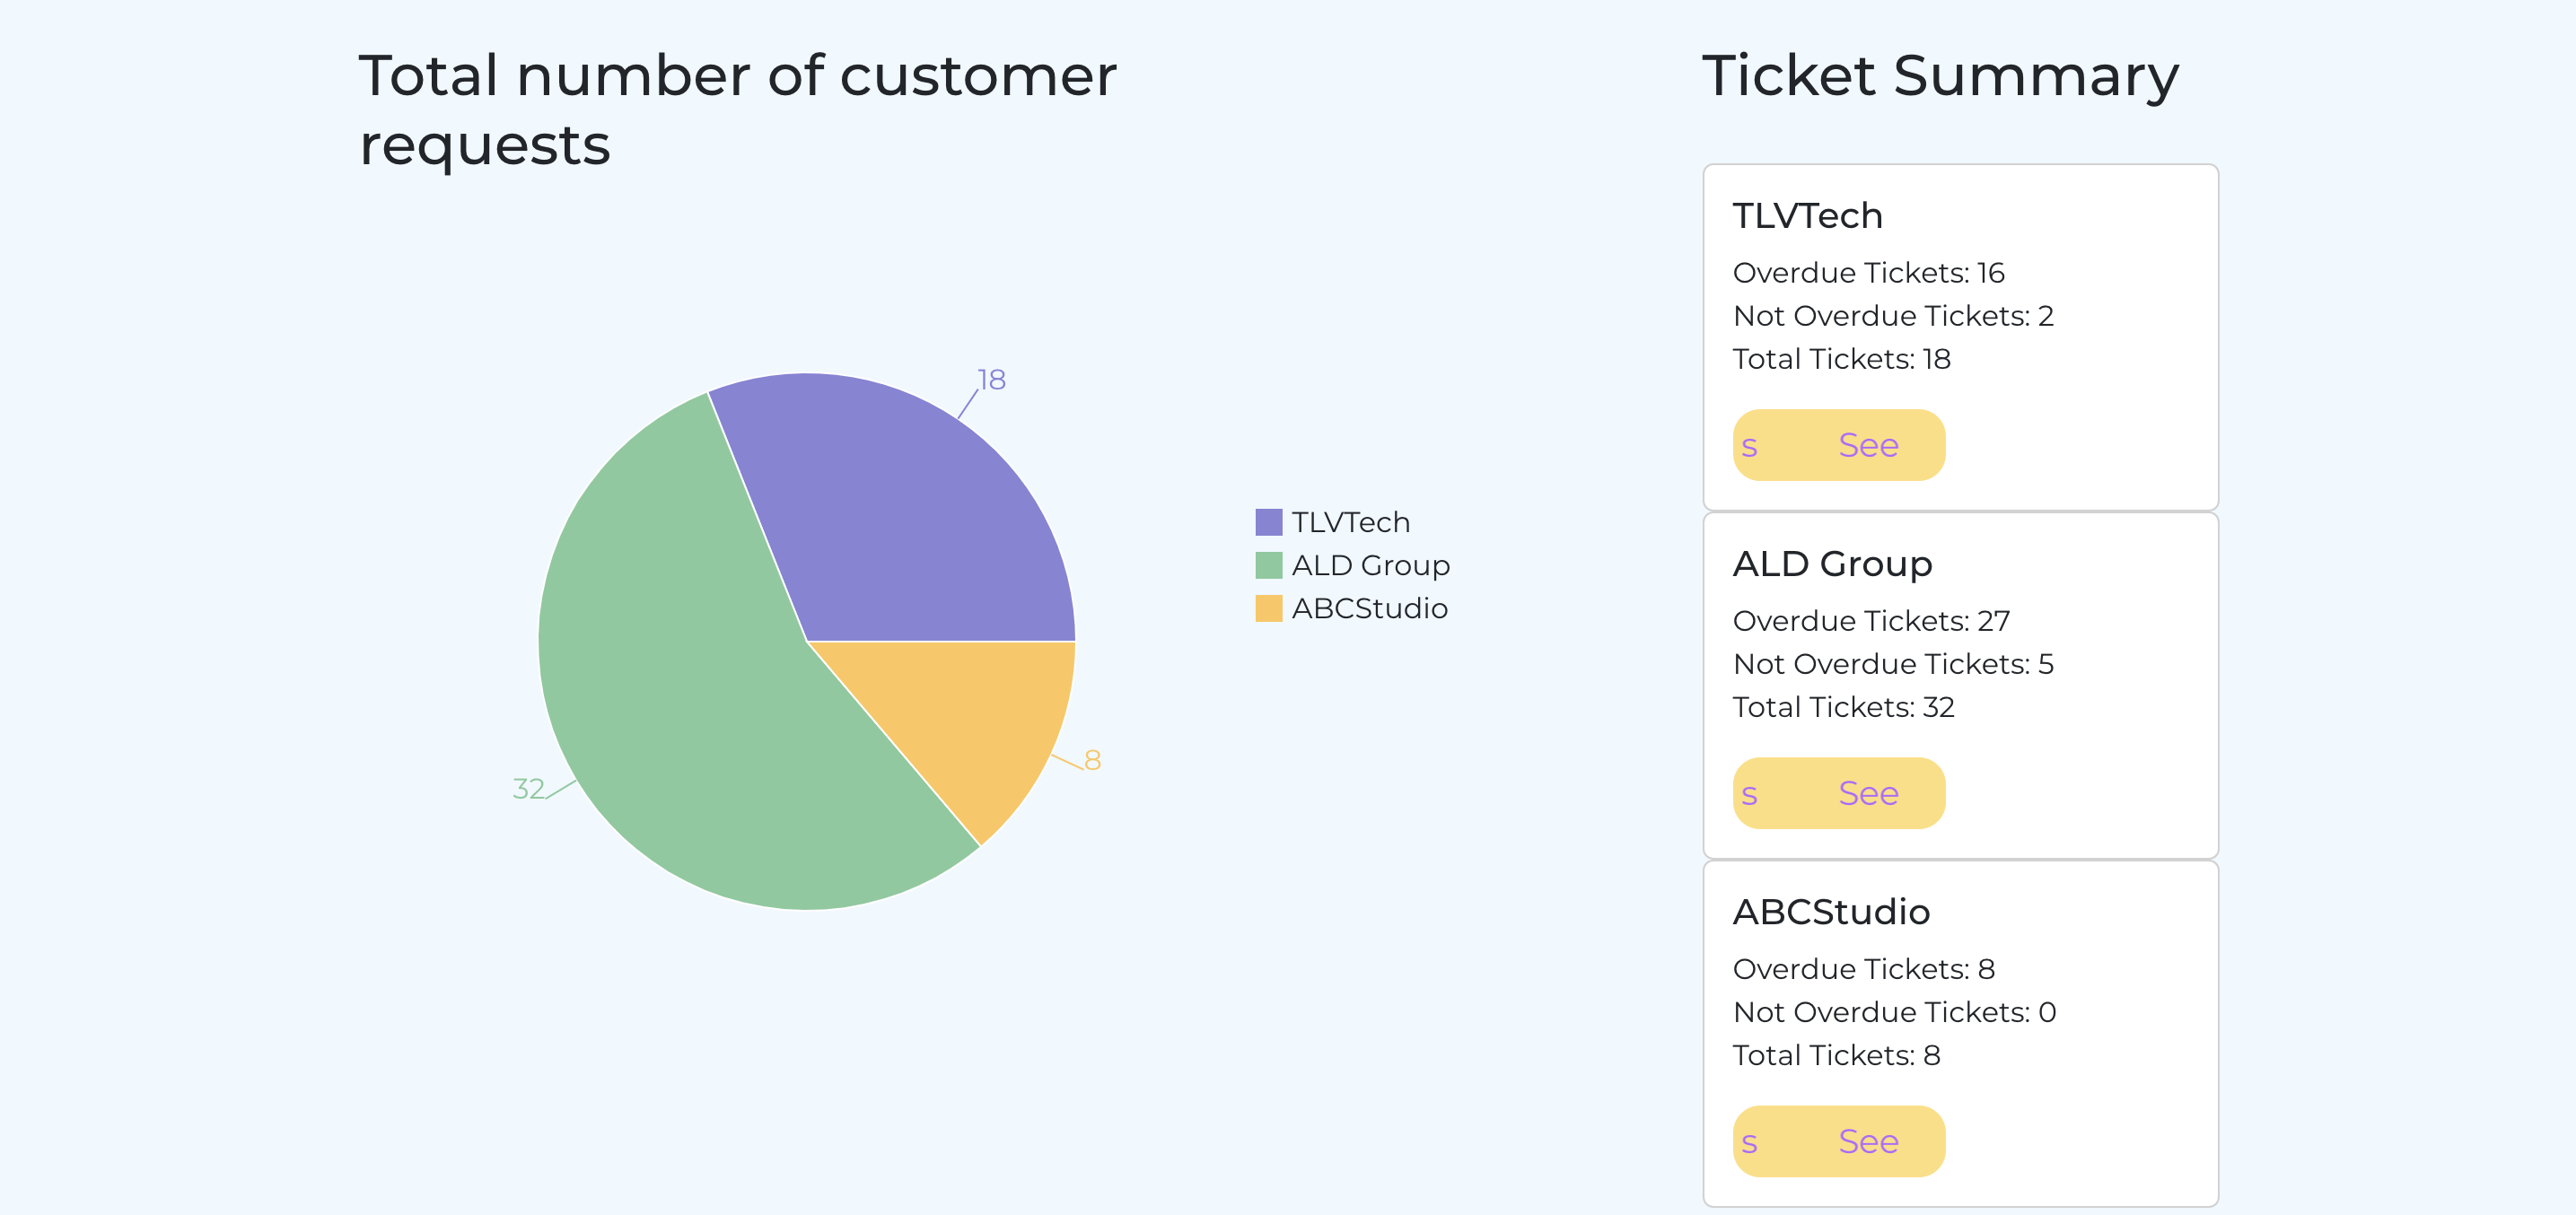 Total number of customer
requests
18
32
8
TLVTech
ALD Group
ABCStudio
Ticket Summary
TLVTech
Overdue Tickets: 16
Not Overdue Tickets: 2
Total Tickets: 18
s See
ALD Group
Overdue Tickets: 27
Not Overdue Tickets: 5
Total Tickets: 32
s See
ABCStudio
Overdue Tickets: 8
Not Overdue Tickets: 0
Total Tickets: 8
s See